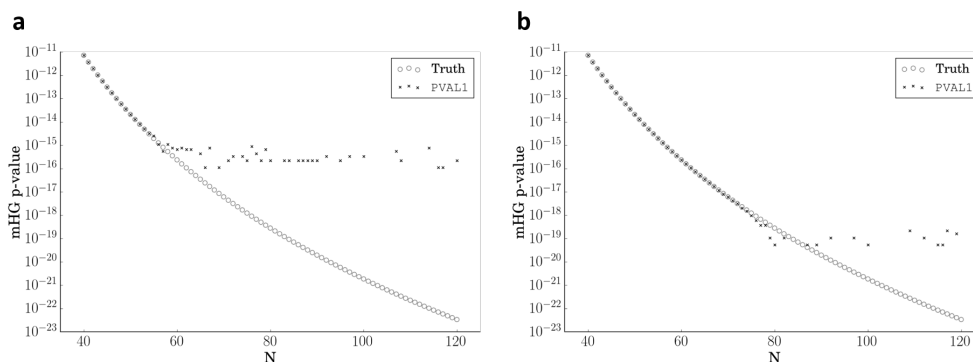 a
10⁻¹¹
10⁻¹²
10⁻¹³
10⁻¹⁴
10⁻¹⁵
10⁻¹⁶
10⁻¹⁷
10⁻¹⁸
10⁻¹⁹
10⁻²⁰
10⁻²¹
10⁻²²
10⁻²³
mHG p-value
Truth
PVAL1
40 60 80 100 120
N
b
10⁻¹¹
10⁻¹²
10⁻¹³
10⁻¹⁴
10⁻¹⁵
10⁻¹⁶
10⁻¹⁷
10⁻¹⁸
10⁻¹⁹
10⁻²⁰
10⁻²¹
10⁻²²
10⁻²³
mHG p-value
Truth
PVAL1
40 60 80 100 120
N